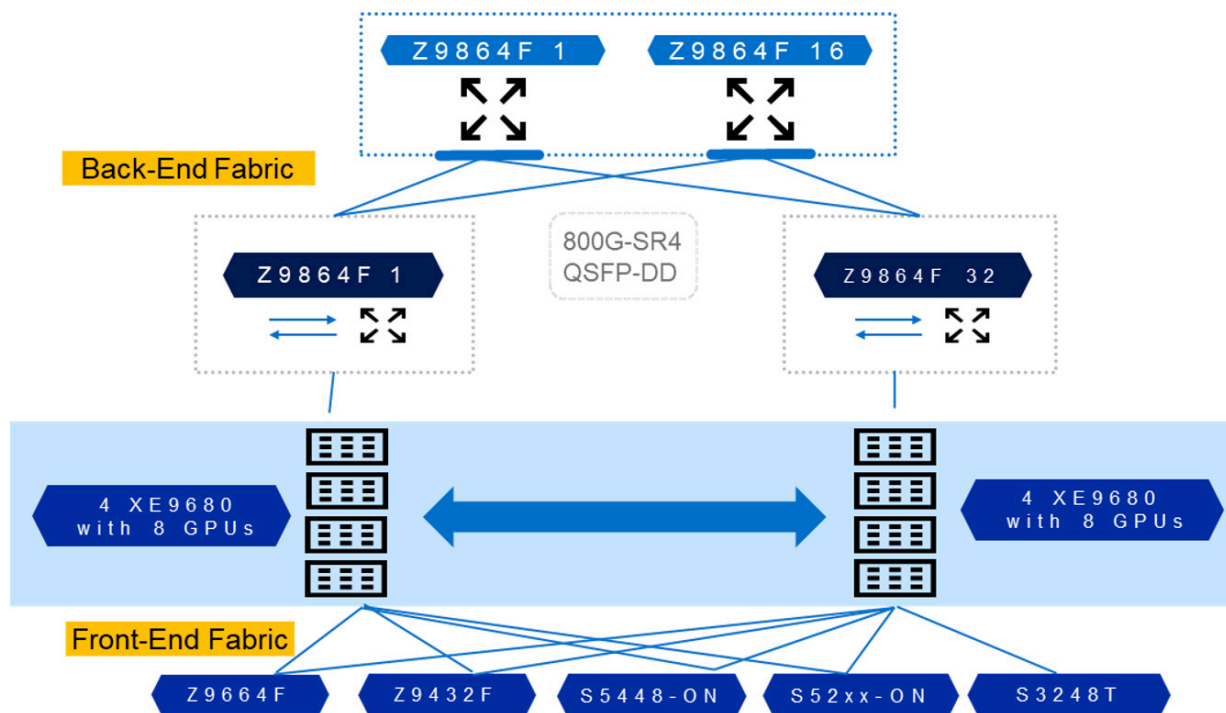 Z9864F 1
Z9864F 16
Back-End Fabric
800G-SR4
QSFP-DD
Z9864F 1
Z9864F 32
4 XE9680
with 8 GPUs
4 XE9680
with 8 GPUs
Front-End Fabric
Z9664F
Z9432F
S5448-ON
S52xx-ON
S3248T